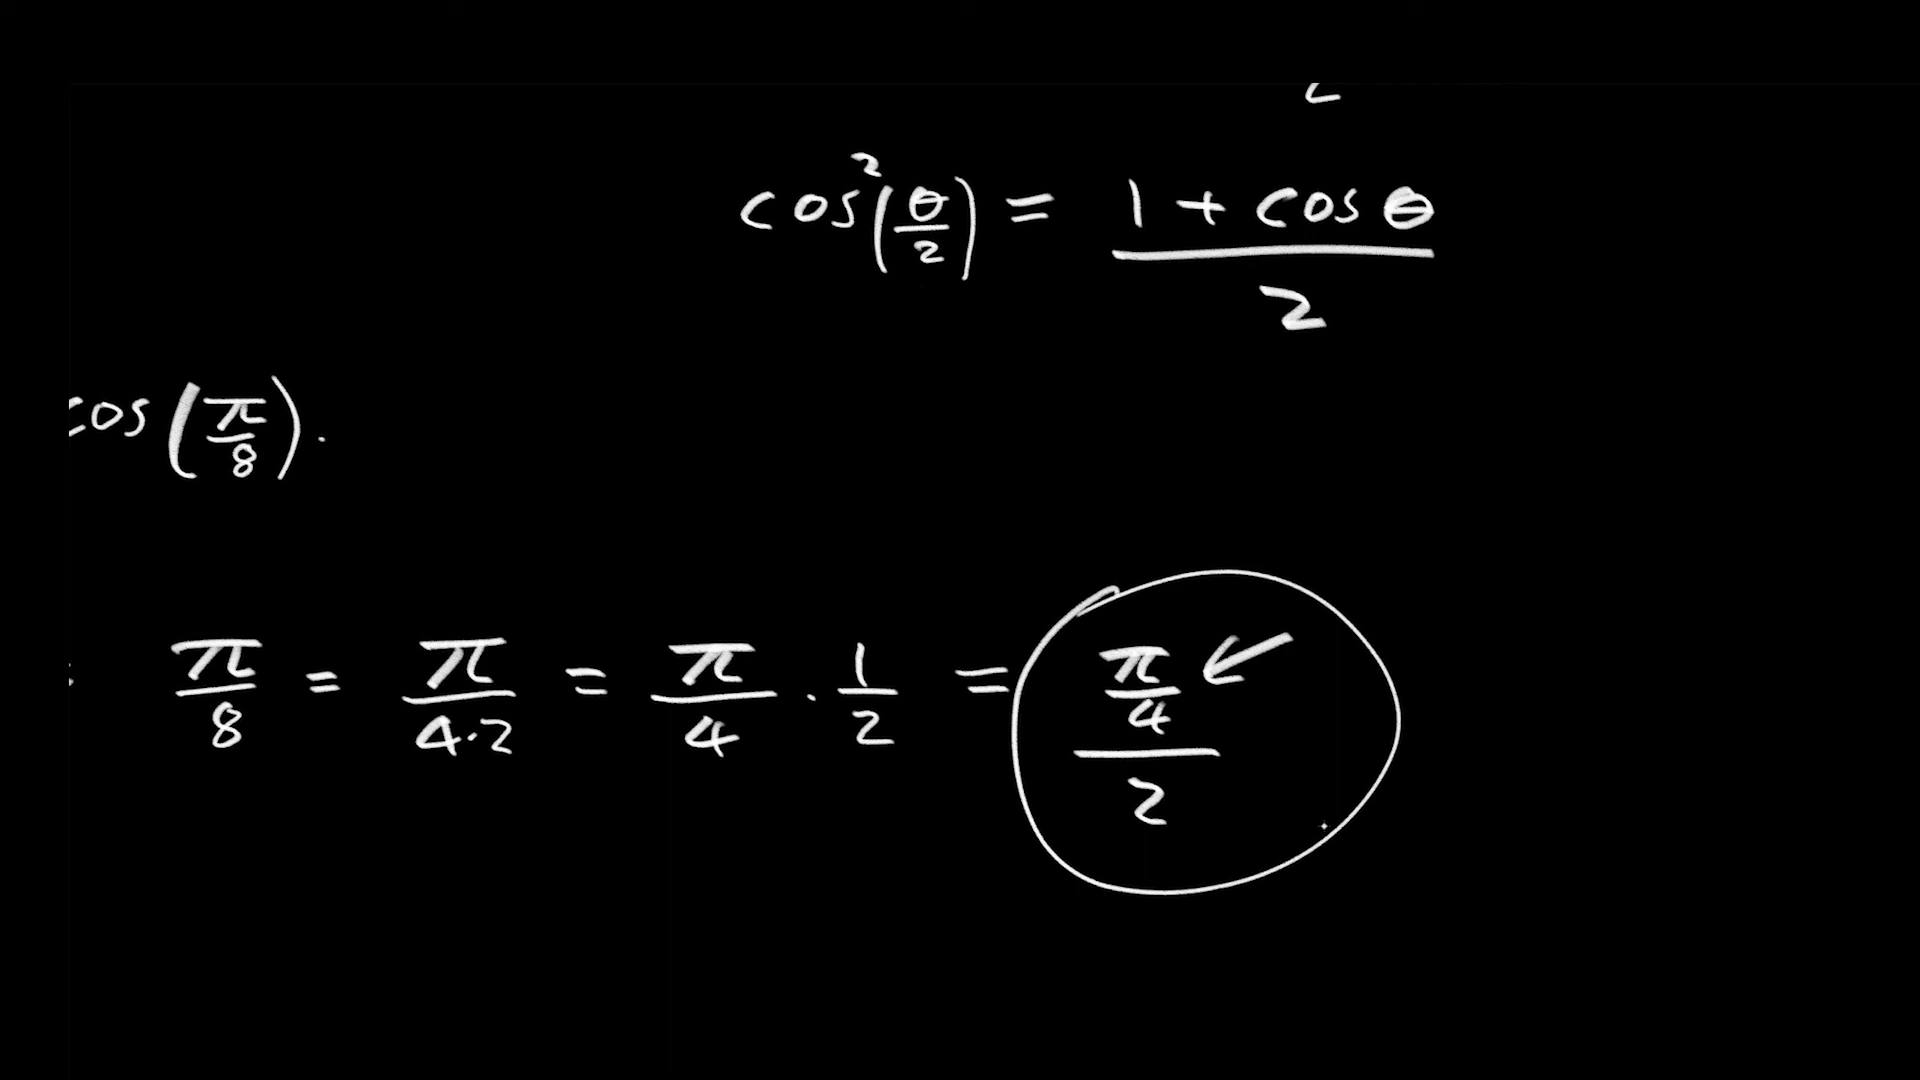 cos²(θ/2) = (1 + cos θ)/2
cos(π/8).
π/8 = π/(4·2) = π/4 · 1/2 = (π/4)/2